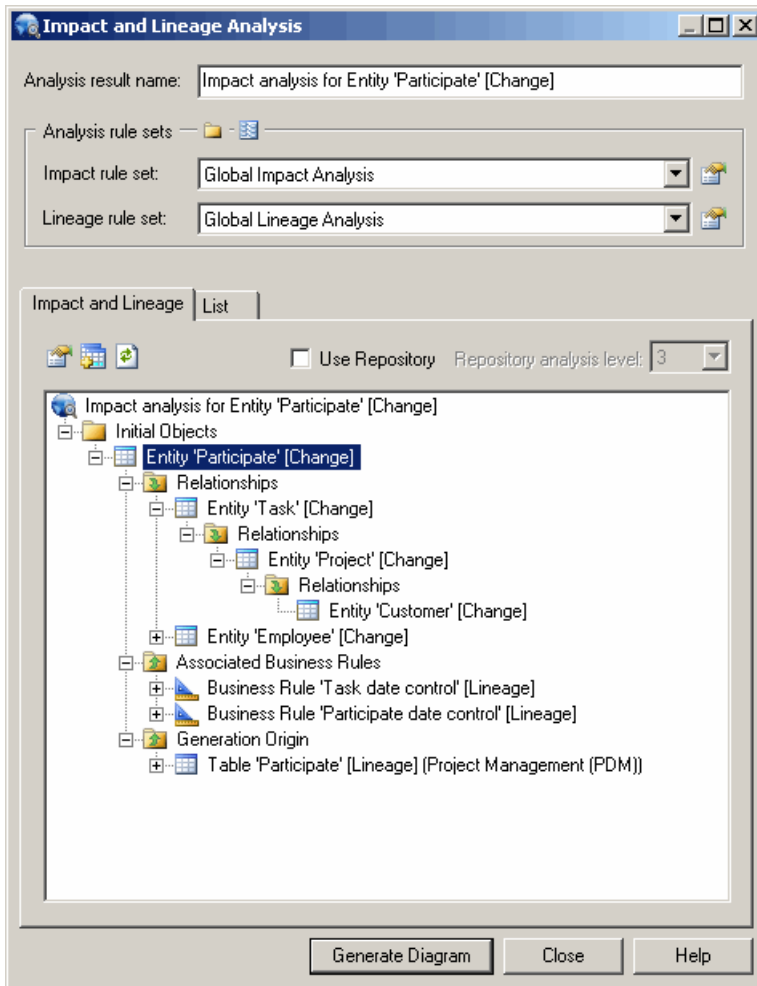 Impact and Lineage Analysis
Analysis result name: Impact analysis for Entity 'Participate' [Change]
Analysis rule sets
Impact rule set: Global Impact Analysis
Lineage rule set: Global Lineage Analysis
Impact and Lineage List
Use Repository Repository analysis level: 3
Impact analysis for Entity 'Participate' [Change]
Initial Objects
Entity 'Participate' [Change]
Relationships
Entity 'Task' [Change]
Relationships
Entity 'Project' [Change]
Relationships
Entity 'Customer' [Change]
Entity 'Employee' [Change]
Associated Business Rules
Business Rule 'Task date control' [Lineage]
Business Rule 'Participate date control' [Lineage]
Generation Origin
Table 'Participate' [Lineage] (Project Management (PDM))
Generate Diagram Close Help